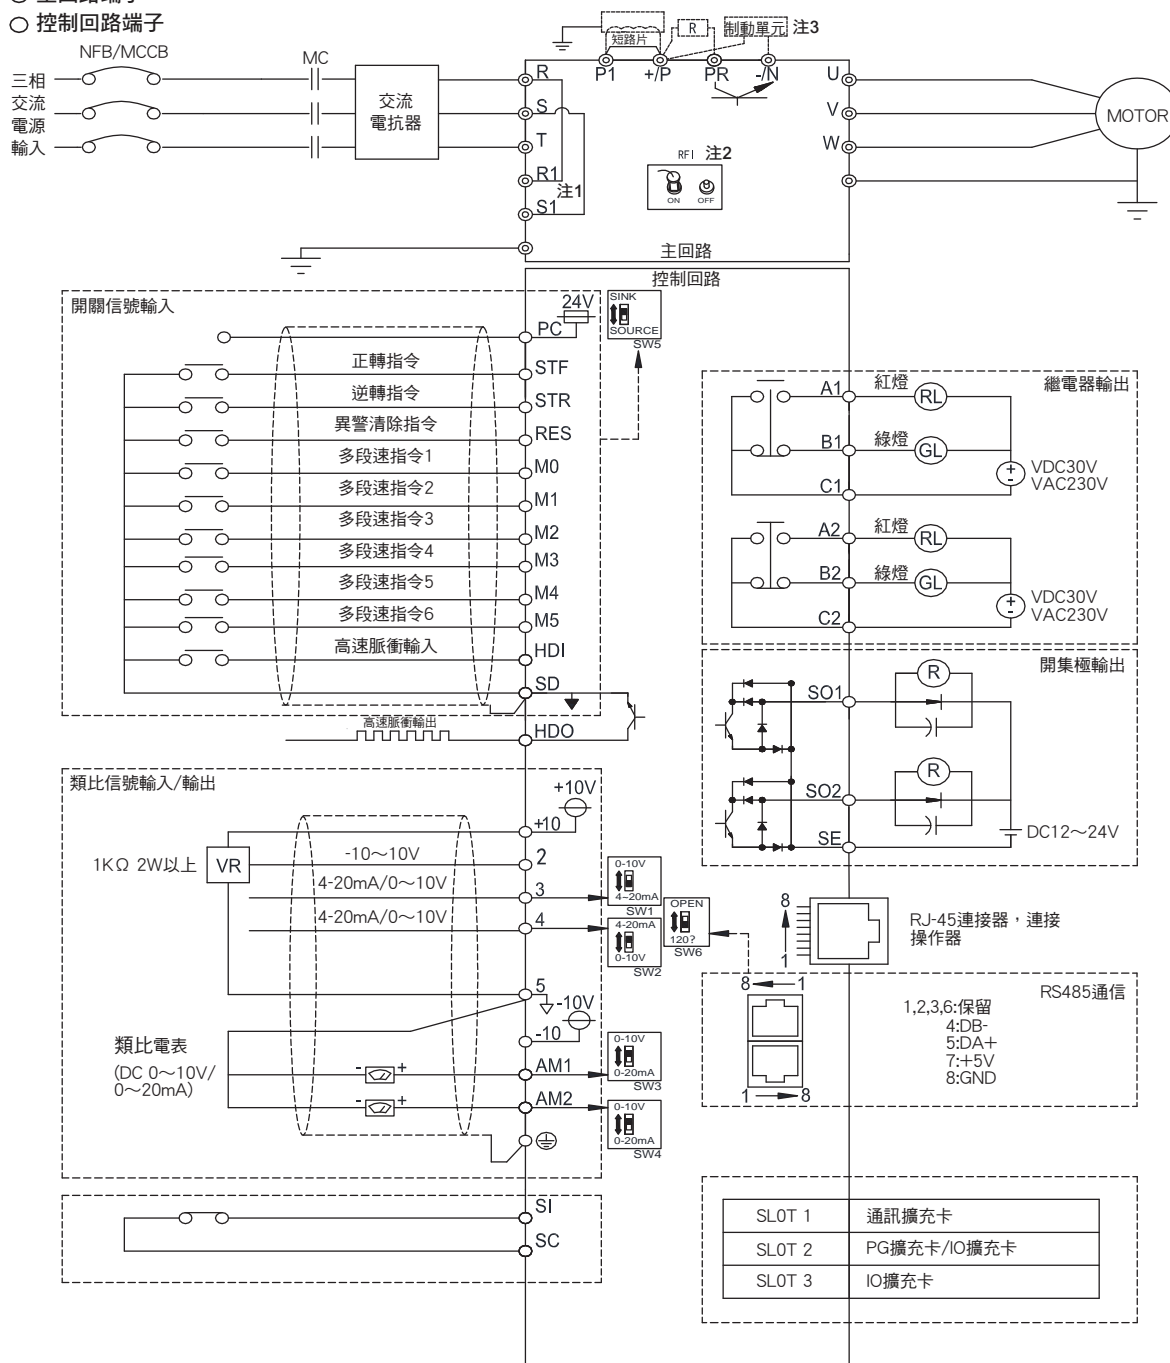 控制回路端子
NFB/MCCB
MC
三相
交流
電源
輸入
交流
電抗器
短路片
R
制動單元
注3
P1
+/P
PR
-/N
R
S
T
R1
S1
注1
RFI
注2
ON
OFF
U
V
W
MOTOR
主回路
控制回路
開關信號輸入
24V
PC
SINK
SOURCE
SW5
正轉指令
STF
逆轉指令
STR
異警清除指令
RES
多段速指令1
M0
多段速指令2
M1
多段速指令3
M2
多段速指令4
M3
多段速指令5
M4
多段速指令6
M5
高速脈衝輸入
HDI
SD
高速脈衝輸出
HDO
繼電器輸出
A1
紅燈
RL
B1
綠燈
GL
C1
+
-
VDC30V
VAC230V
A2
紅燈
RL
B2
綠燈
GL
C2
+
-
VDC30V
VAC230V
開集極輸出
R
SO1
R
SO2
SE
DC12～24V
類比信號輸入/輸出
+10V
+10
1KΩ 2W以上
VR
-10～10V
2
4-20mA/0～10V
3
4-20mA/0～10V
4
5
-10V
-10
0-10V
4~20mA
SW1
4-20mA
0-10V
SW2
OPEN
120?
SW6
類比電表
(DC 0～10V/
0～20mA)
-
+
AM1
-
+
AM2
0-10V
0-20mA
SW3
0-10V
0-20mA
SW4
8
1
RJ-45連接器，連接
操作器
RS485通信
8
1
1
8
1,2,3,6:保留
4:DB-
5:DA+
7:+5V
8:GND
SI
SC
SLOT 1
通訊擴充卡
SLOT 2
PG擴充卡/IO擴充卡
SLOT 3
IO擴充卡